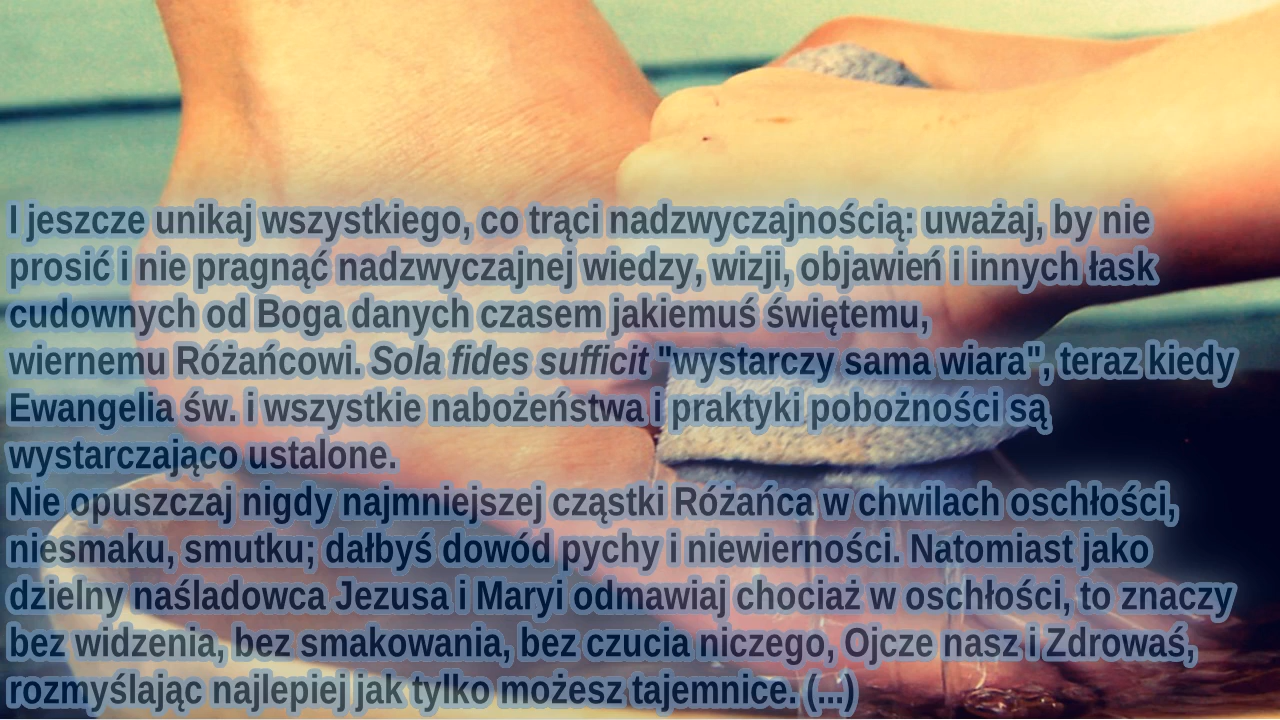 I jeszcze unikaj wszystkiego, co trąci nadzwyczajnością: uważaj, by nie
prosić i nie pragnąć nadzwyczajnej wiedzy, wizji, objawień i innych łask
cudownych od Boga danych czasem jakiemuś świętemu,
wiernemu Różańcowi. Sola fides sufficit "wystarczy sama wiara", teraz kiedy
Ewangelia św. i wszystkie nabożeństwa i praktyki pobożności są
wystarczająco ustalone.
Nie opuszczaj nigdy najmniejszej cząstki Różańca w chwilach oschłości,
niesmaku, smutku; dałbyś dowód pychy i niewierności. Natomiast jako
dzielny naśladowca Jezusa i Maryi odmawiaj chociaż w oschłości, to znaczy
bez widzenia, bez smakowania, bez czucia niczego, Ojcze nasz i Zdrowaś,
rozmyślając najlepiej jak tylko możesz tajemnice. (...)